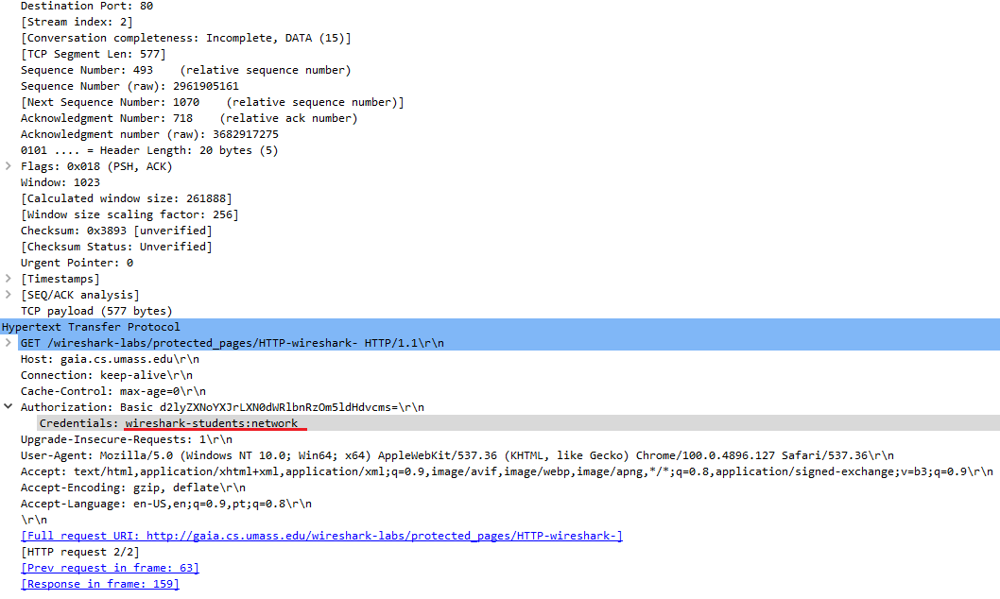 Destination Port: 80
[Stream index: 2]
[Conversation completeness: Incomplete, DATA (15)]
[TCP Segment Len: 577]
Sequence Number: 493    (relative sequence number)
Sequence Number (raw): 2961905161
[Next Sequence Number: 1070    (relative sequence number)]
Acknowledgment Number: 718    (relative ack number)
Acknowledgment number (raw): 3682917275
0101 .... = Header Length: 20 bytes (5)
Flags: 0x018 (PSH, ACK)
Window: 1023
[Calculated window size: 261888]
[Window size scaling factor: 256]
Checksum: 0x3893 [unverified]
[Checksum Status: Unverified]
Urgent Pointer: 0
[Timestamps]
[SEQ/ACK analysis]
TCP payload (577 bytes)
Hypertext Transfer Protocol
GET /wireshark-labs/protected_pages/HTTP-wireshark- HTTP/1.1\r\n
Host: gaia.cs.umass.edu\r\n
Connection: keep-alive\r\n
Cache-Control: max-age=0\r\n
Authorization: Basic d2lyZXNoYXJrLXN0dWRlbnRzOm5ldHdvcms=\r\n
Credentials: wireshark-students:network
Upgrade-Insecure-Requests: 1\r\n
User-Agent: Mozilla/5.0 (Windows NT 10.0; Win64; x64) AppleWebKit/537.36 (KHTML, like Gecko) Chrome/100.0.4896.127 Safari/537.36\r\n
Accept: text/html,application/xhtml+xml,application/xml;q=0.9,image/avif,image/webp,image/apng,*/*;q=0.8,application/signed-exchange;v=b3;q=0.9\r\n
Accept-Encoding: gzip, deflate\r\n
Accept-Language: en-US,en;q=0.9,pt;q=0.8\r\n
\r\n
[Full request URI: http://gaia.cs.umass.edu/wireshark-labs/protected_pages/HTTP-wireshark-]
[HTTP request 2/2]
[Prev request in frame: 63]
[Response in frame: 159]